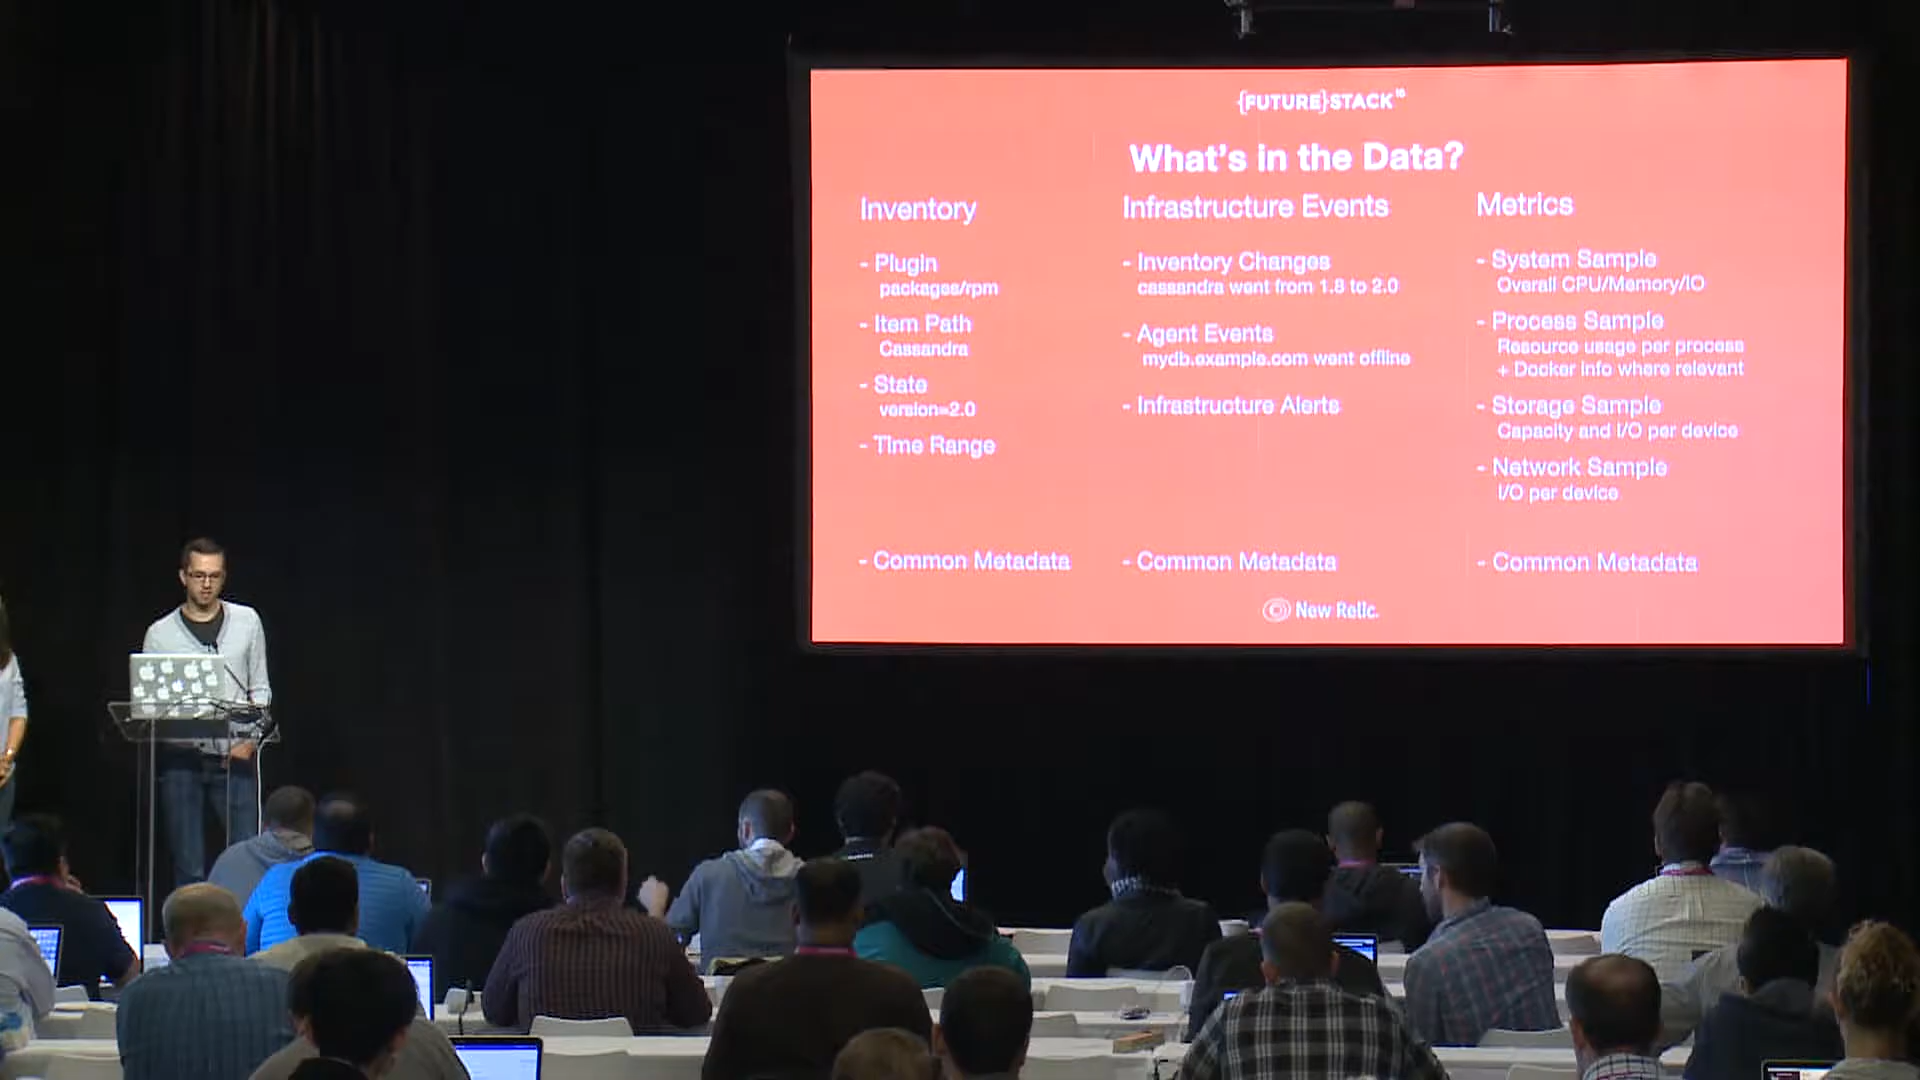 {FUTURE}STACK16
What's in the Data?
Inventory
- Plugin
packages/rpm
- Item Path
Cassandra
- State
version=2.0
- Time Range
- Common Metadata
Infrastructure Events
- Inventory Changes
cassandra went from 1.8 to 2.0
- Agent Events
mydb.example.com went offline
- Infrastructure Alerts
- Common Metadata
Metrics
- System Sample
Overall CPU/Memory/IO
- Process Sample
Resource usage per process
+ Docker info where relevant
- Storage Sample
Capacity and I/O per device
- Network Sample
I/O per device
- Common Metadata
New Relic.